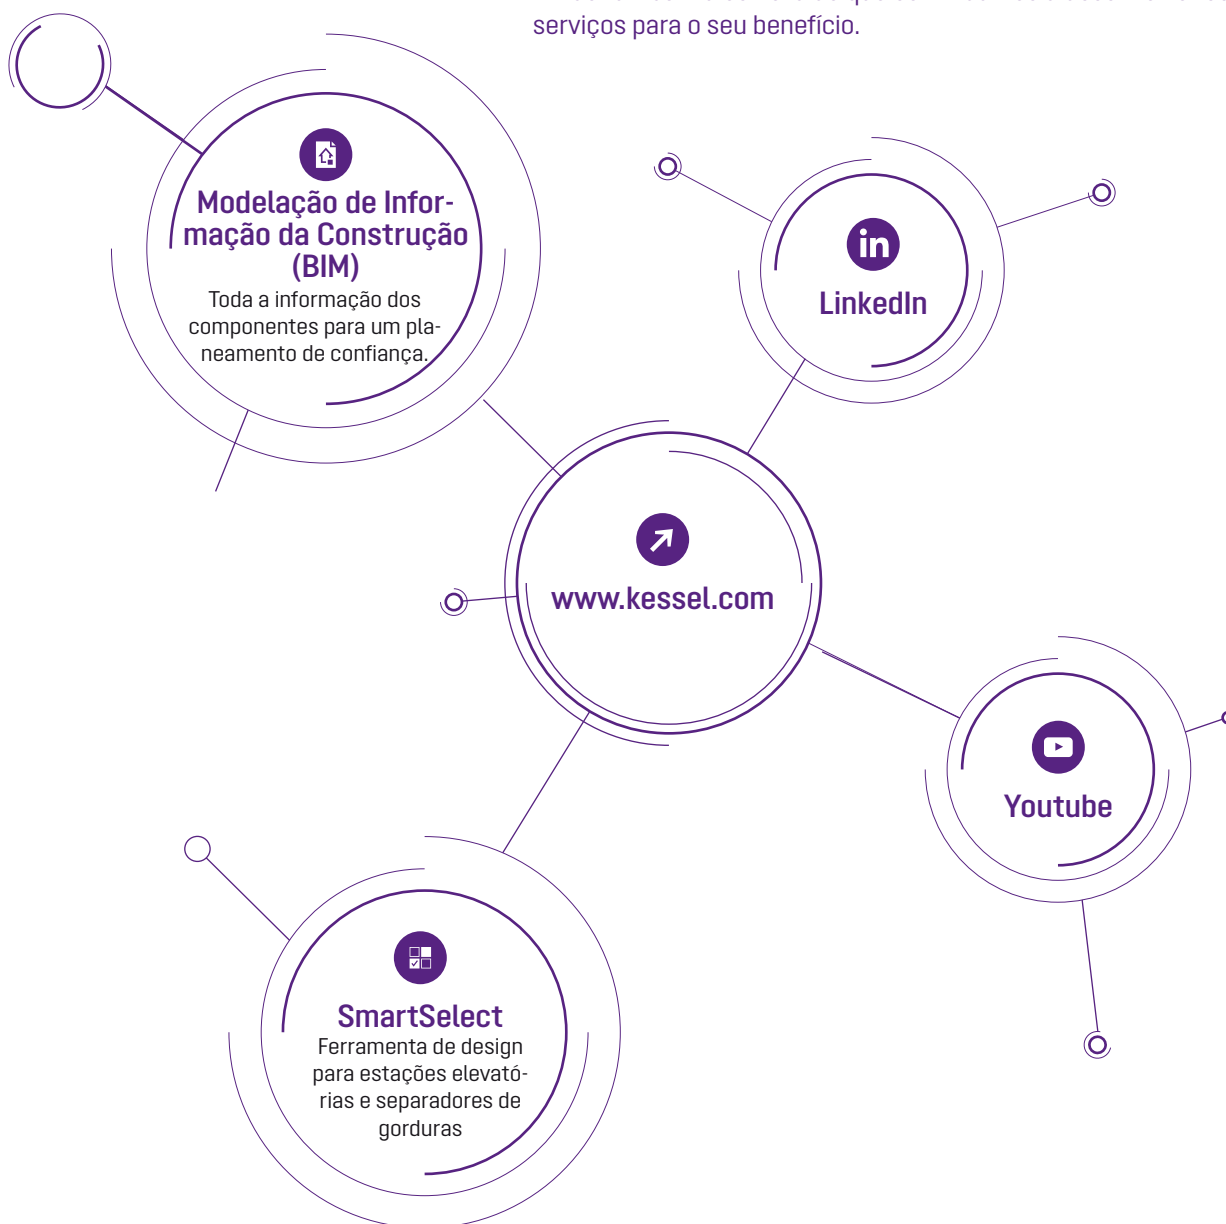 serviços para o seu benefício.
Modelação de Infor-
mação da Construção
(BIM)
Toda a informação dos
componentes para um pla-
neamento de confiança.
in
LinkedIn
www.kessel.com
Youtube
SmartSelect
Ferramenta de design
para estações elevató-
rias e separadores de
gorduras